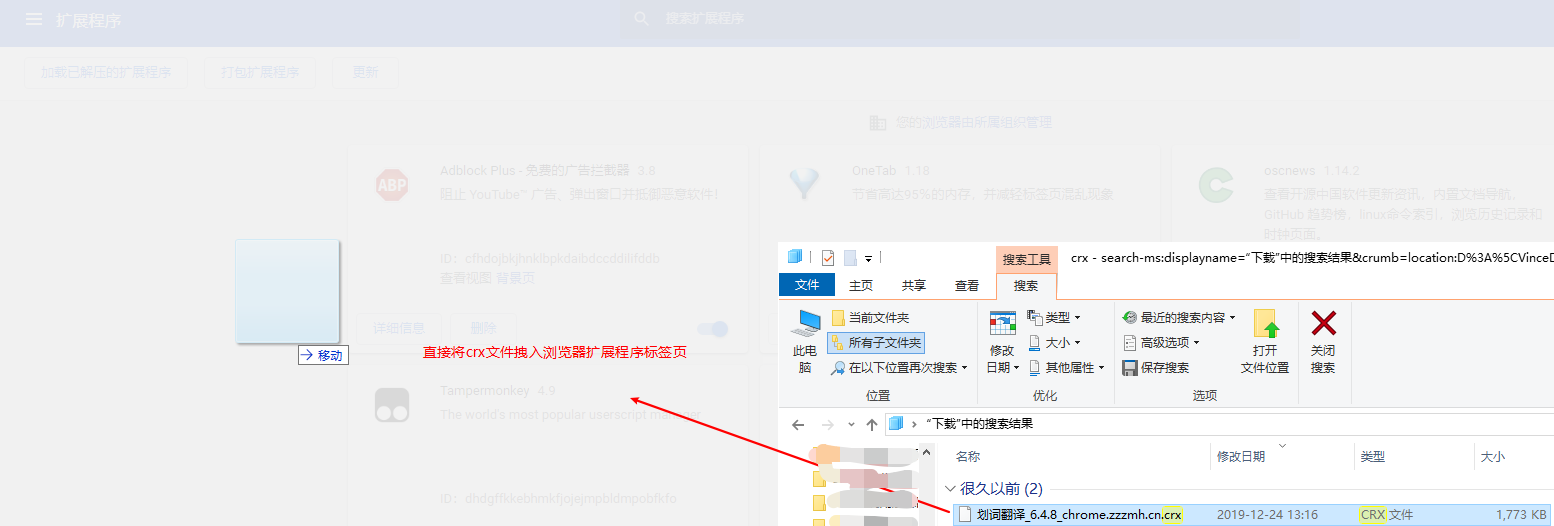 扩展程序
搜索扩展程序
加载已解压的扩展程序 打包扩展程序 更新
您的浏览器由所属组织管理
Adblock Plus - 免费的广告拦截器 3.8
阻止 YouTube™ 广告、弹出窗口并抵御恶意软件!
ID: cfhdojbkjhnklbpkdaibdccddilifddb
查看视图 背景页
详细信息 删除
OneTab 1.18
节省高达95%的内存,并减轻标签页混乱现象
oscnews 1.14.2
查看开源中国软件更新资讯,内置文档导航,
GitHub 趋势榜,linux命令索引,浏览历史记录和
时钟页面。
移动
直接将crx文件拽入浏览器扩展程序标签页
Tampermonkey 4.9
The world's most popular userscript manager
ID: dhdgffkkebhmkfjojejmpbldmpobfkfo
搜索工具
crx - search-ms:displayname="下载"中的搜索结果&crumb=location:D%3A%5CVinceD
文件 主页 共享 查看 搜索
此电
脑
当前文件夹
所有子文件夹
在以下位置再次搜索
位置
修改
日期
类型
大小
其他属性
优化
最近的搜索内容
高级选项
保存搜索
打开
文件位置
选项
关闭
搜索
"下载"中的搜索结果
名称 修改日期 类型 大小
很久以前 (2)
划词翻译_6.4.8_chrome.zzzmh.cn.crx 2019-12-24 13:16 CRX 文件 1,773 KB